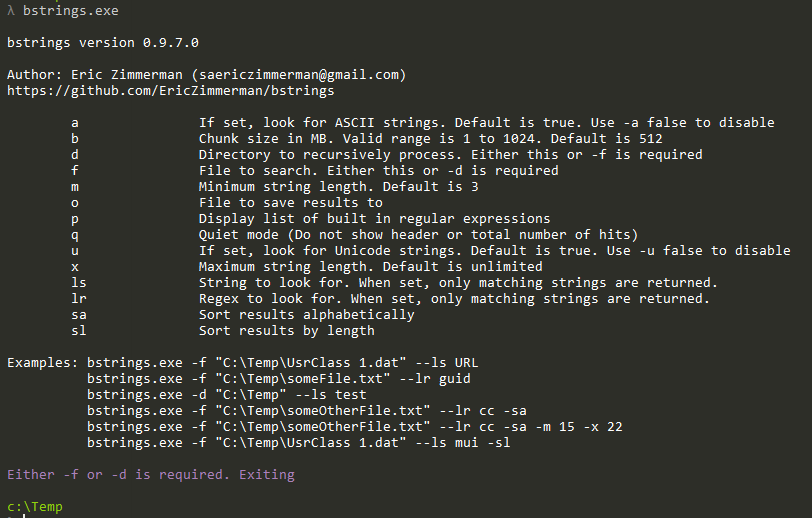 λ bstrings.exe
bstrings version 0.9.7.0
Author: Eric Zimmerman (saericzimmerman@gmail.com)
https://github.com/EricZimmerman/bstrings
a If set, look for ASCII strings. Default is true. Use -a false to disable
b Chunk size in MB. Valid range is 1 to 1024. Default is 512
d Directory to recursively process. Either this or -f is required
f File to search. Either this or -d is required
m Minimum string length. Default is 3
o File to save results to
p Display list of built in regular expressions
q Quiet mode (Do not show header or total number of hits)
u If set, look for Unicode strings. Default is true. Use -u false to disable
x Maximum string length. Default is unlimited
ls String to look for. When set, only matching strings are returned.
lr Regex to look for. When set, only matching strings are returned.
sa Sort results alphabetically
sl Sort results by length
Examples: bstrings.exe -f "C:\Temp\UsrClass 1.dat" --ls URL
bstrings.exe -f "C:\Temp\someFile.txt" --lr guid
bstrings.exe -d "C:\Temp" --ls test
bstrings.exe -f "C:\Temp\someOtherFile.txt" --lr cc -sa
bstrings.exe -f "C:\Temp\someOtherFile.txt" --lr cc -sa -m 15 -x 22
bstrings.exe -f "C:\Temp\UsrClass 1.dat" --ls mui -sl
Either -f or -d is required. Exiting
c:\Temp